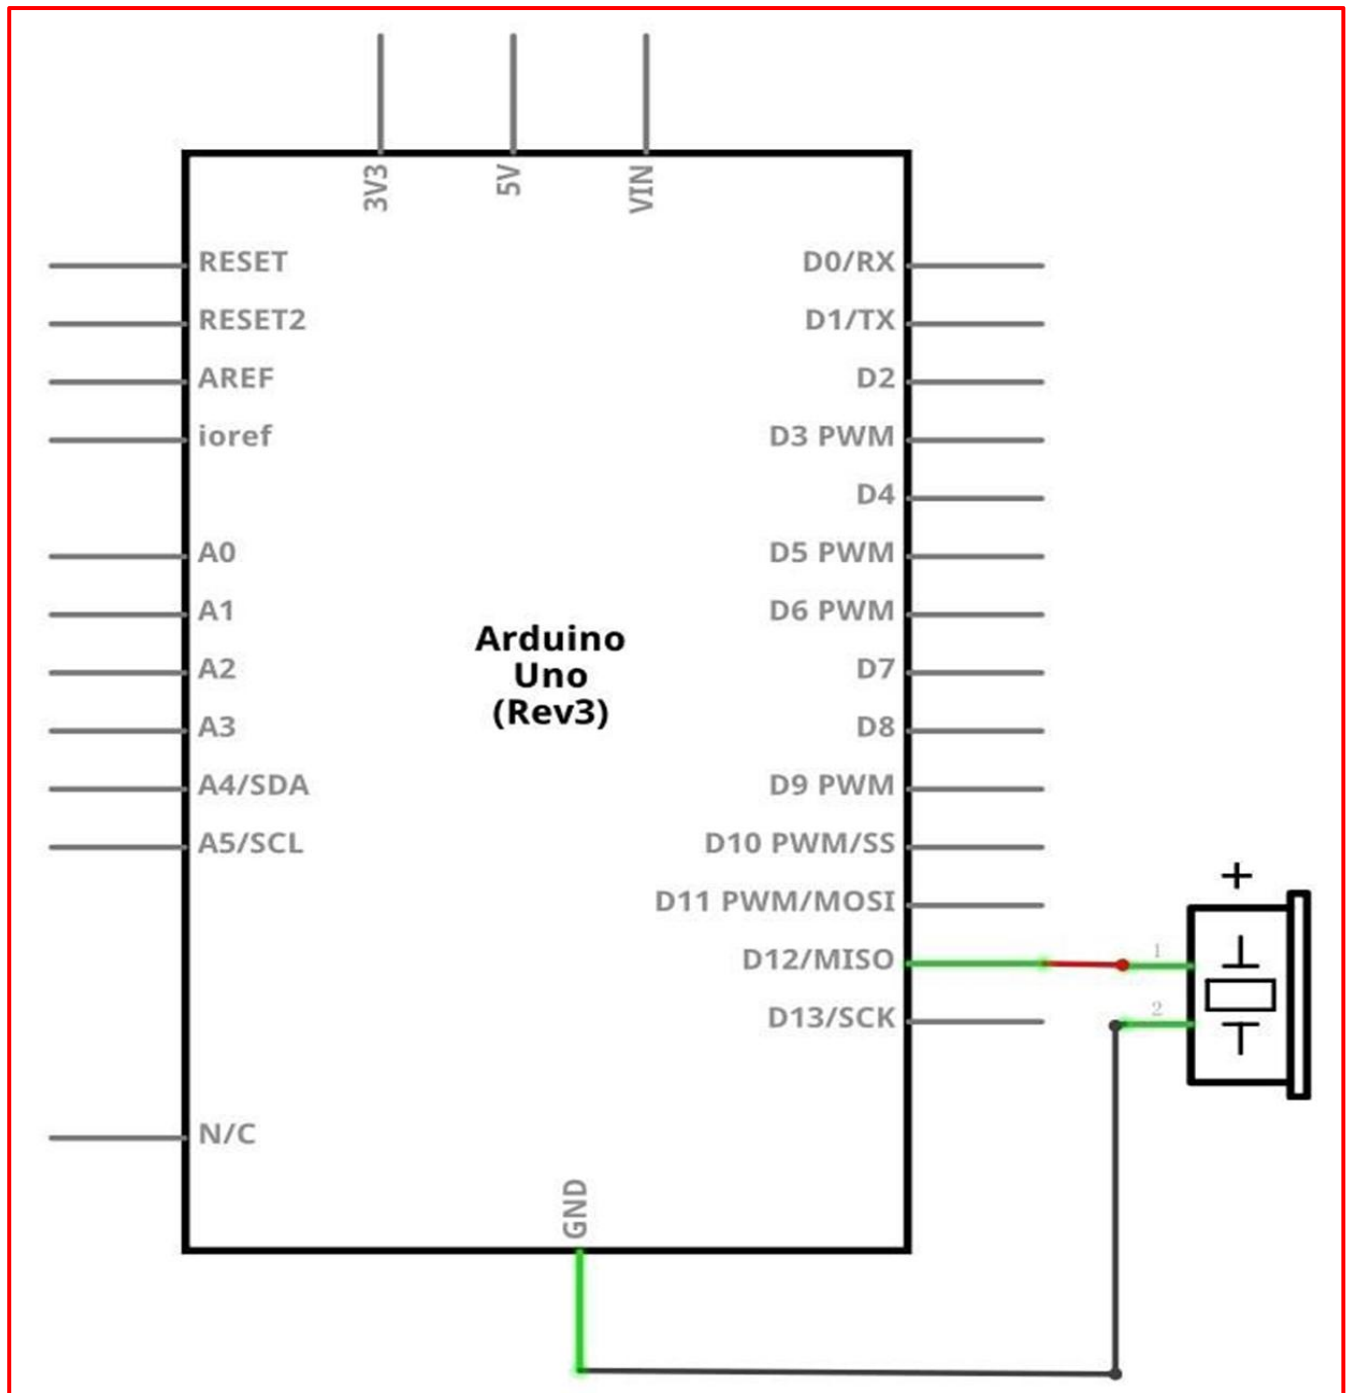 3V3
5V
VIN
RESET
RESET2
AREF
ioref
A0
A1
A2
A3
A4/SDA
A5/SCL
N/C
Arduino
Uno
(Rev3)
D0/RX
D1/TX
D2
D3 PWM
D4
D5 PWM
D6 PWM
D7
D8
D9 PWM
D10 PWM/SS
D11 PWM/MOSI
D12/MISO
D13/SCK
GND
+
1
2